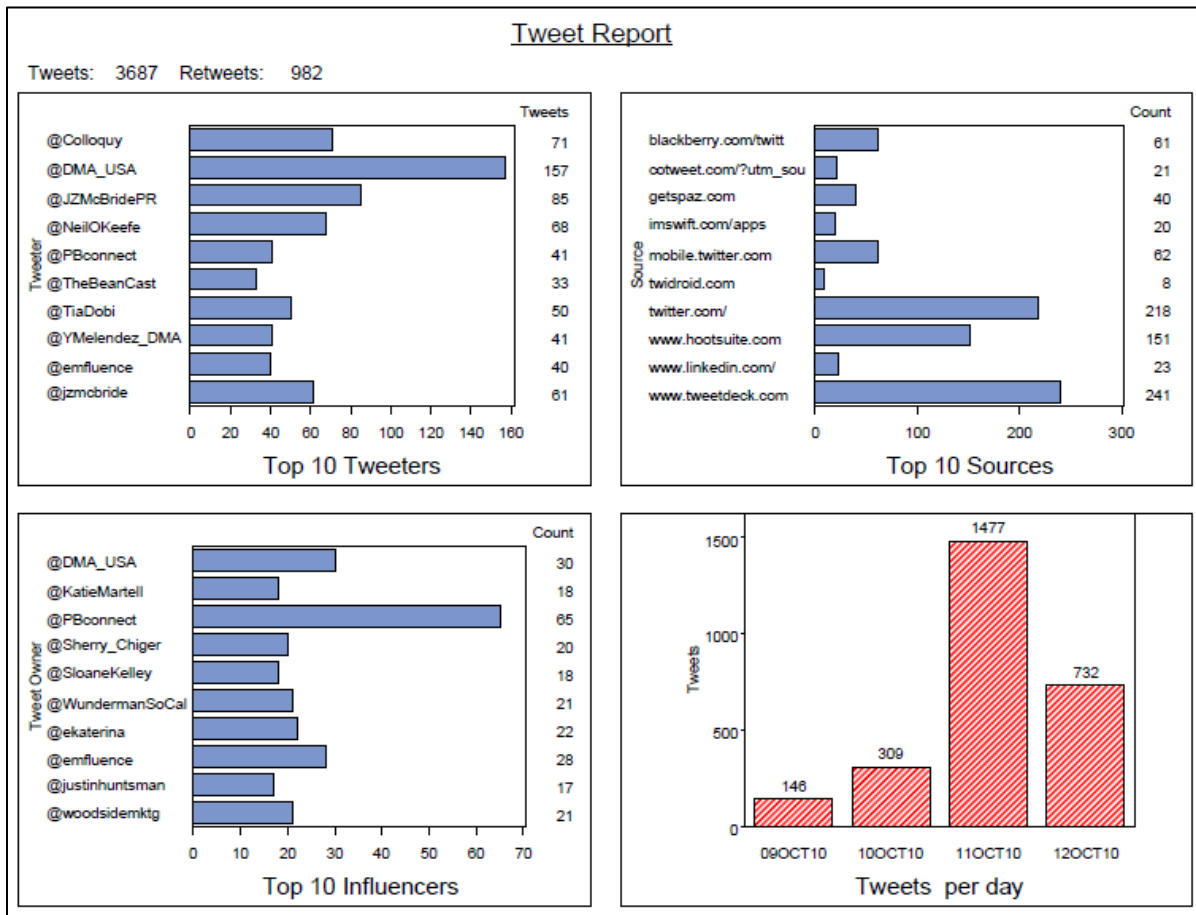 Tweet Report
Tweets: 3687 Retweets: 982
Tweets
@Colloquy 71
@DMA_USA 157
@JZMcBridePR 85
@NeilOKeefe 68
@PBconnect 41
@TheBeanCast 33
@TiaDobi 50
@YMelendez_DMA 41
@emfluence 40
@jzmcbride 61
Tweeter
0 20 40 60 80 100 120 140 160
Top 10 Tweeters
Count
blackberry.com/twitt 61
cotweet.com/?utm_sou 21
getspaz.com 40
imswift.com/apps 20
mobile.twitter.com 62
twidroid.com 8
twitter.com/ 218
www.hootsuite.com 151
www.linkedin.com/ 23
www.tweetdeck.com 241
Source
0 100 200 300
Top 10 Sources
Count
@DMA_USA 30
@KatieMartell 18
@PBconnect 65
@Sherry_Chiger 20
@SloaneKelley 18
@WundermanSoCal 21
@ekaterina 22
@emfluence 28
@justinhuntsman 17
@woodsidemktg 21
Tweet Owner
0 10 20 30 40 50 60 70
Top 10 Influencers
1500
1000
500
0
Tweets
146
309
1477
732
09OCT10 10OCT10 11OCT10 12OCT10
Tweets per day